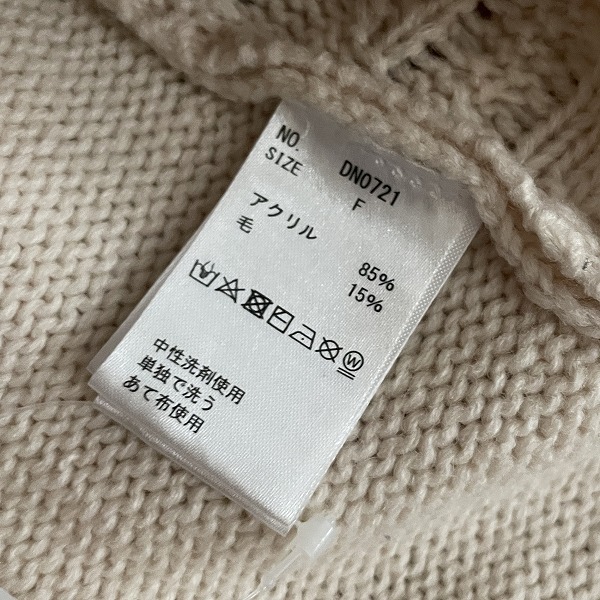 NO. DN0721
SIZE F
アクリル 85%
毛 15%
W
中性洗剤使用
単独で洗う
あて布使用